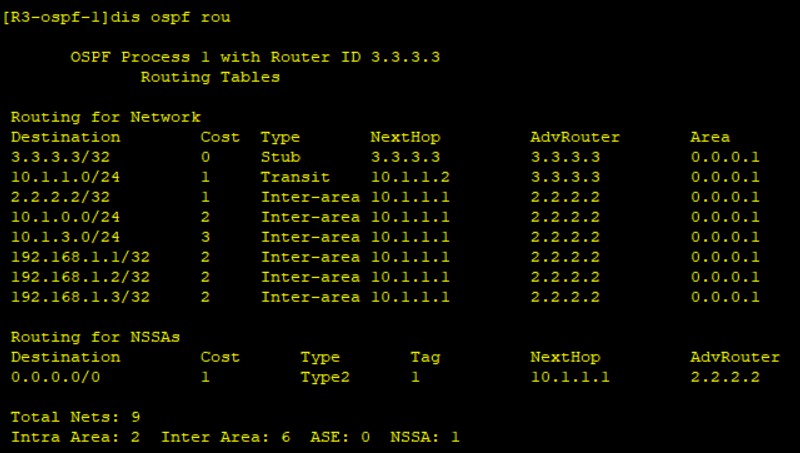 [R3-ospf-1]dis ospf rou
OSPF Process 1 with Router ID 3.3.3.3
Routing Tables
Routing for Network
Destination Cost Type NextHop AdvRouter Area
3.3.3.3/32 0 Stub 3.3.3.3 3.3.3.3 0.0.0.1
10.1.1.0/24 1 Transit 10.1.1.2 3.3.3.3 0.0.0.1
2.2.2.2/32 1 Inter-area 10.1.1.1 2.2.2.2 0.0.0.1
10.1.0.0/24 2 Inter-area 10.1.1.1 2.2.2.2 0.0.0.1
10.1.3.0/24 3 Inter-area 10.1.1.1 2.2.2.2 0.0.0.1
192.168.1.1/32 2 Inter-area 10.1.1.1 2.2.2.2 0.0.0.1
192.168.1.2/32 2 Inter-area 10.1.1.1 2.2.2.2 0.0.0.1
192.168.1.3/32 2 Inter-area 10.1.1.1 2.2.2.2 0.0.0.1
Routing for NSSAs
Destination Cost Type Tag NextHop AdvRouter
0.0.0.0/0 1 Type2 1 10.1.1.1 2.2.2.2
Total Nets: 9
Intra Area: 2 Inter Area: 6 ASE: 0 NSSA: 1